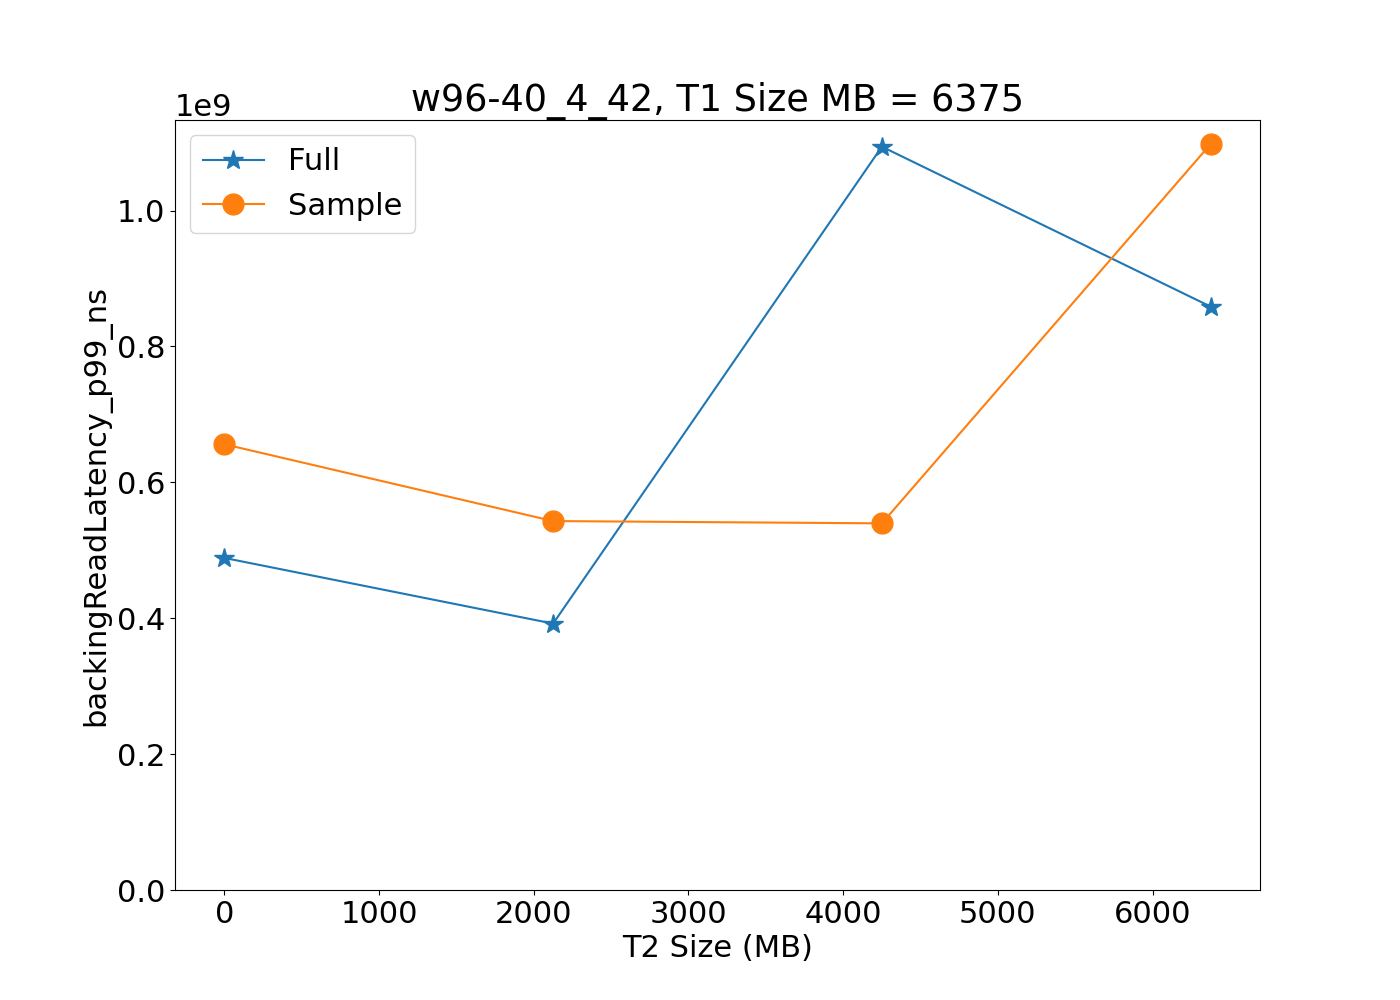 w96-40_4_42, T1 Size MB = 6375
1e9
Full
Sample
1.0
0.8
0.6
0.4
0.2
0.0
backingReadLatency_p99_ns
0 1000 2000 3000 4000 5000 6000
T2 Size (MB)